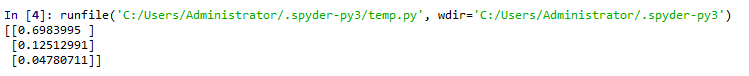 In [4]: runfile('C:/Users/Administrator/.spyder-py3/temp.py', wdir='C:/Users/Administrator/.spyder-py3')
[[0.6983995 ]
 [0.12512991]
 [0.04780711]]